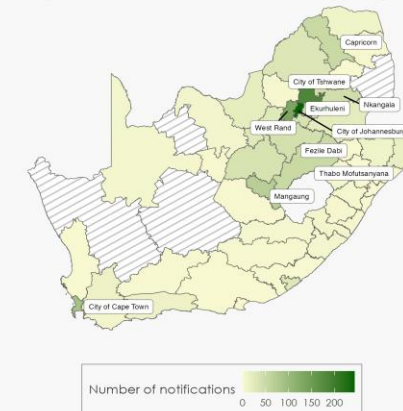 Capricorn
City of Tshwane
Nkangala
Ekurhuleni
West Rand
City of Johannesburg
Fezile Dabi
Thabo Mofutsanyana
Mangaung
City of Cape Town
Number of notifications
0 50 100 150 200